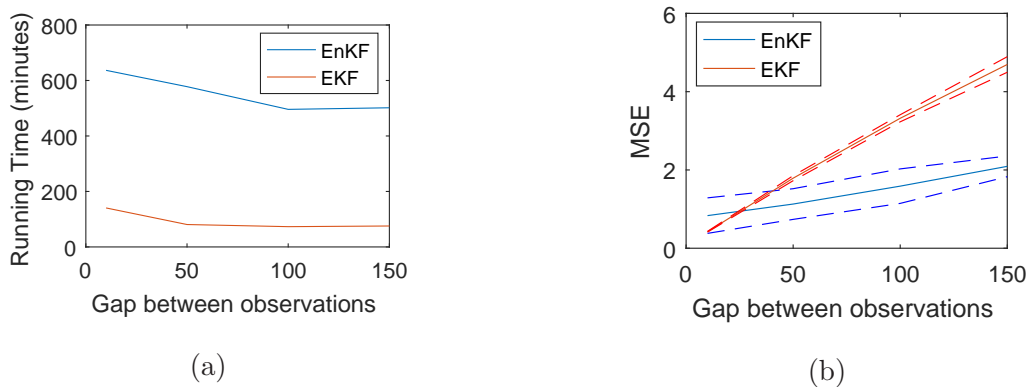 800
600
400
200
0
Running Time (minutes)
EnKF
EKF
0 50 100 150
Gap between observations
(a)
6
4
2
0
MSE
EnKF
EKF
0 50 100 150
Gap between observations
(b)